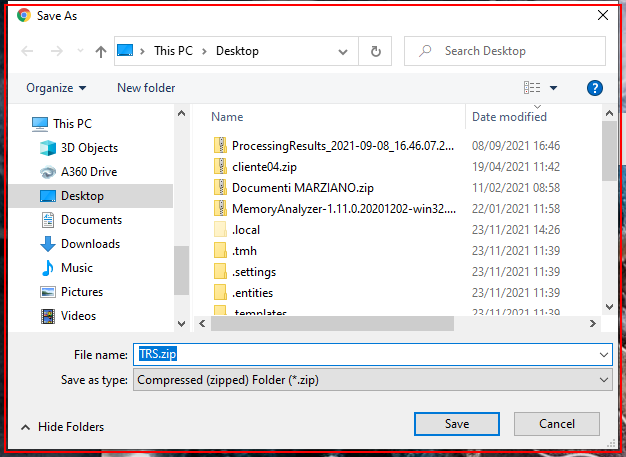 Save As
This PC > Desktop
Search Desktop
Organize
New folder
Name Date modified
This PC
3D Objects
A360 Drive
Desktop
Documents
Downloads
Music
Pictures
Videos
ProcessingResults_2021-09-08_16.46.07.2... 08/09/2021 16:46
cliente04.zip 19/04/2021 11:42
Documenti MARZIANO.zip 11/02/2021 08:58
MemoryAnalyzer-1.11.0.20201202-win32.... 22/01/2021 11:58
.local 23/11/2021 14:26
.tmh 23/11/2021 11:39
.settings 23/11/2021 11:39
.entities 23/11/2021 11:39
.templates 23/11/2021 11:39
File name: TRS.zip
Save as type: Compressed (zipped) Folder (*.zip)
Hide Folders
Save
Cancel